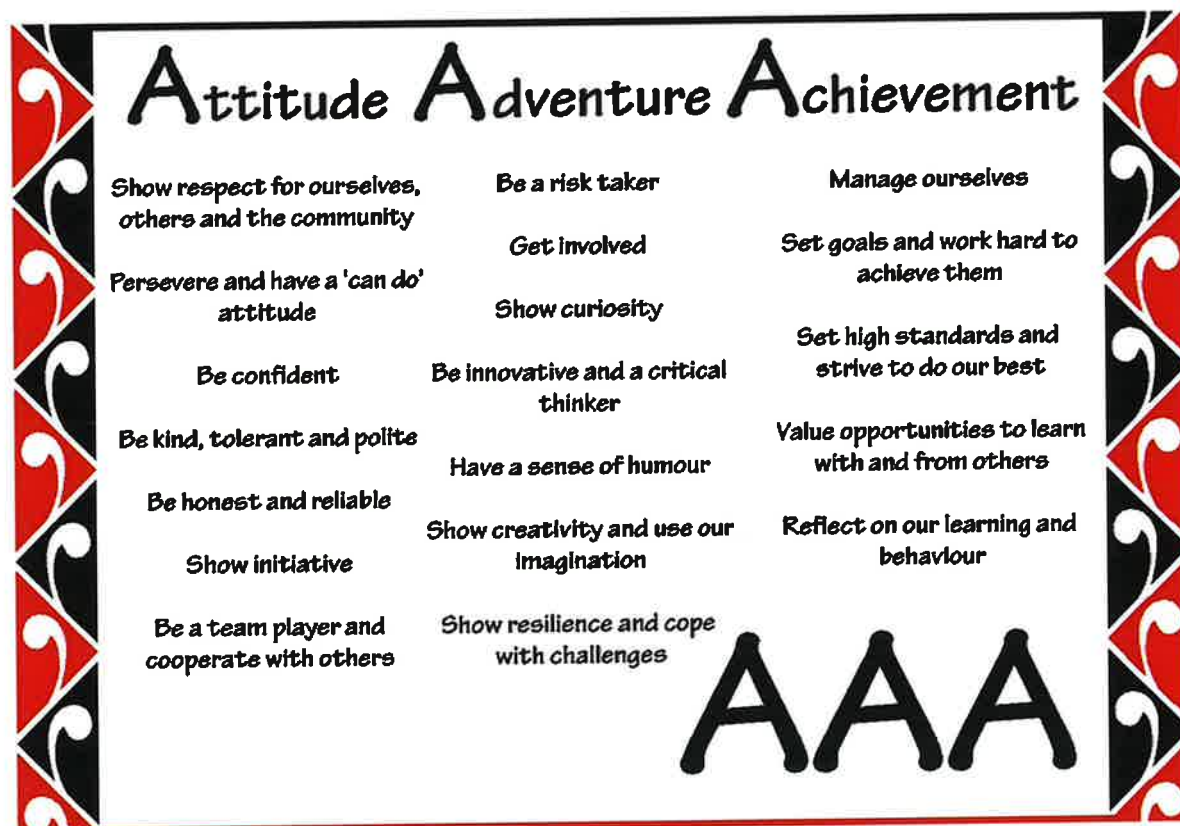 Attitude Adventure Achievement
Show respect for ourselves,
others and the community
Persevere and have a 'can do'
attitude
Be confident
Be kind, tolerant and polite
Be honest and reliable
Show initiative
Be a team player and
cooperate with others
Be a risk taker
Get involved
Show curiosity
Be innovative and a critical
thinker
Have a sense of humour
Show creativity and use our
imagination
Show resilience and cope
with challenges
Manage ourselves
Set goals and work hard to
achieve them
Set high standards and
strive to do our best
Value opportunities to learn
with and from others
Reflect on our learning and
behaviour
AAA